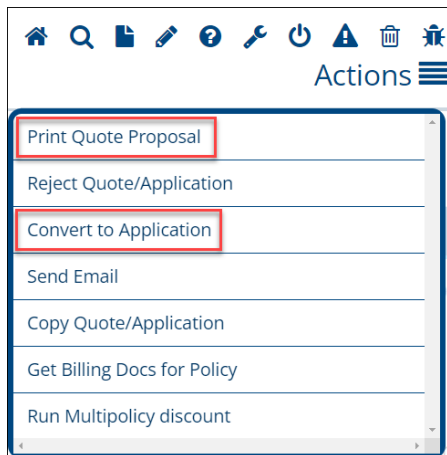 Actions
Print Quote Proposal
Reject Quote/Application
Convert to Application
Send Email
Copy Quote/Application
Get Billing Docs for Policy
Run Multipolicy discount